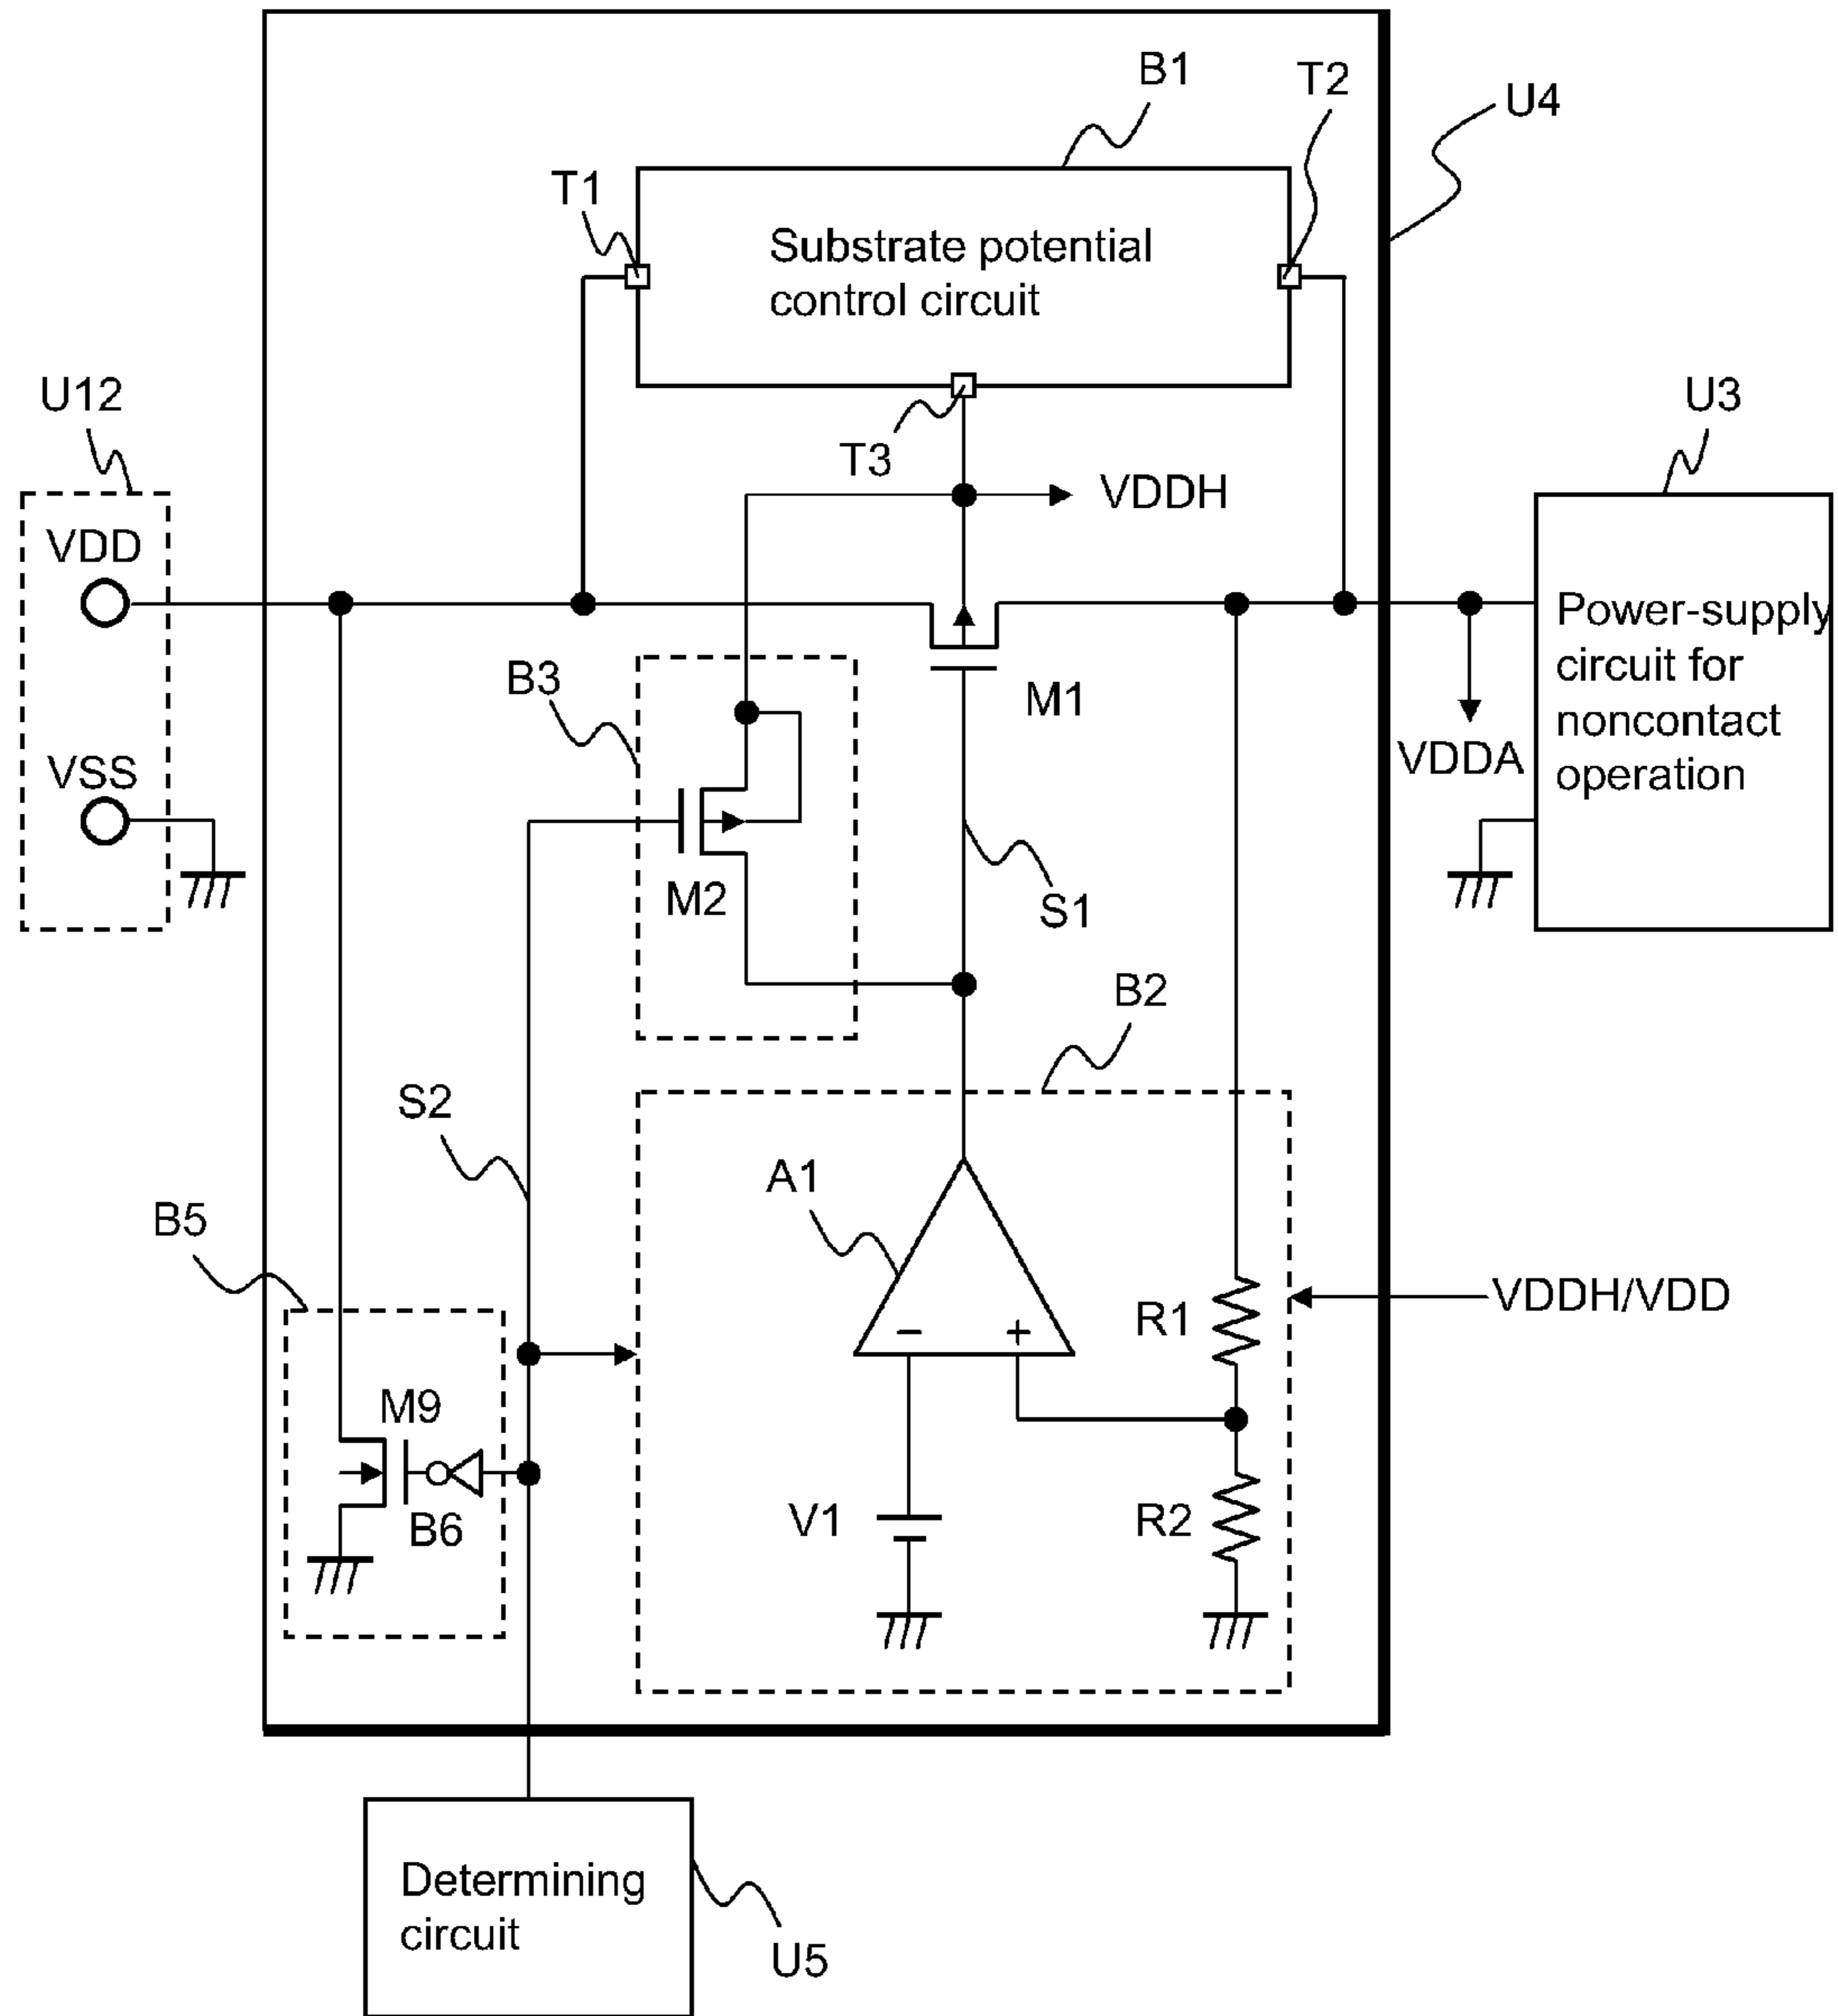 B1
T2
U4
T1
Substrate potential
control circuit
U12
U3
T3
VDDH
VDD
Power-supply
circuit for
noncontact
operation
B3
M1
VDDA
VSS
M2
S1
B2
S2
A1
B5
VDDH/VDD
R1
−
+
M9
V1
R2
B6
Determining
circuit
U5